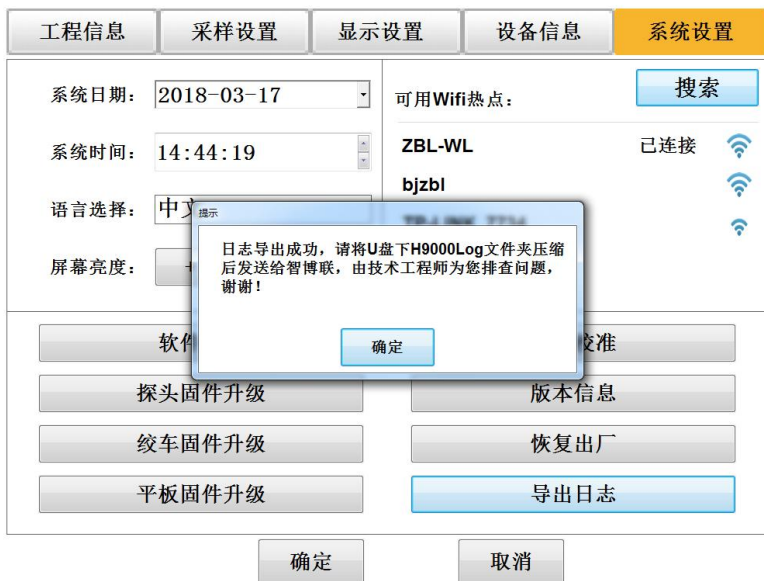 工程信息
采样设置
显示设置
设备信息
系统设置
系统日期：
2018-03-17
系统时间：
14:44:19
语言选择：
中文
屏幕亮度：
可用Wifi热点：
搜索
ZBL-WL
已连接
bjzbl
提示
日志导出成功，请将U盘下H9000Log文件夹压缩
后发送给智博联，由技术工程师为您排查问题，
谢谢！
确定
软件
校准
探头固件升级
版本信息
绞车固件升级
恢复出厂
平板固件升级
导出日志
确定
取消